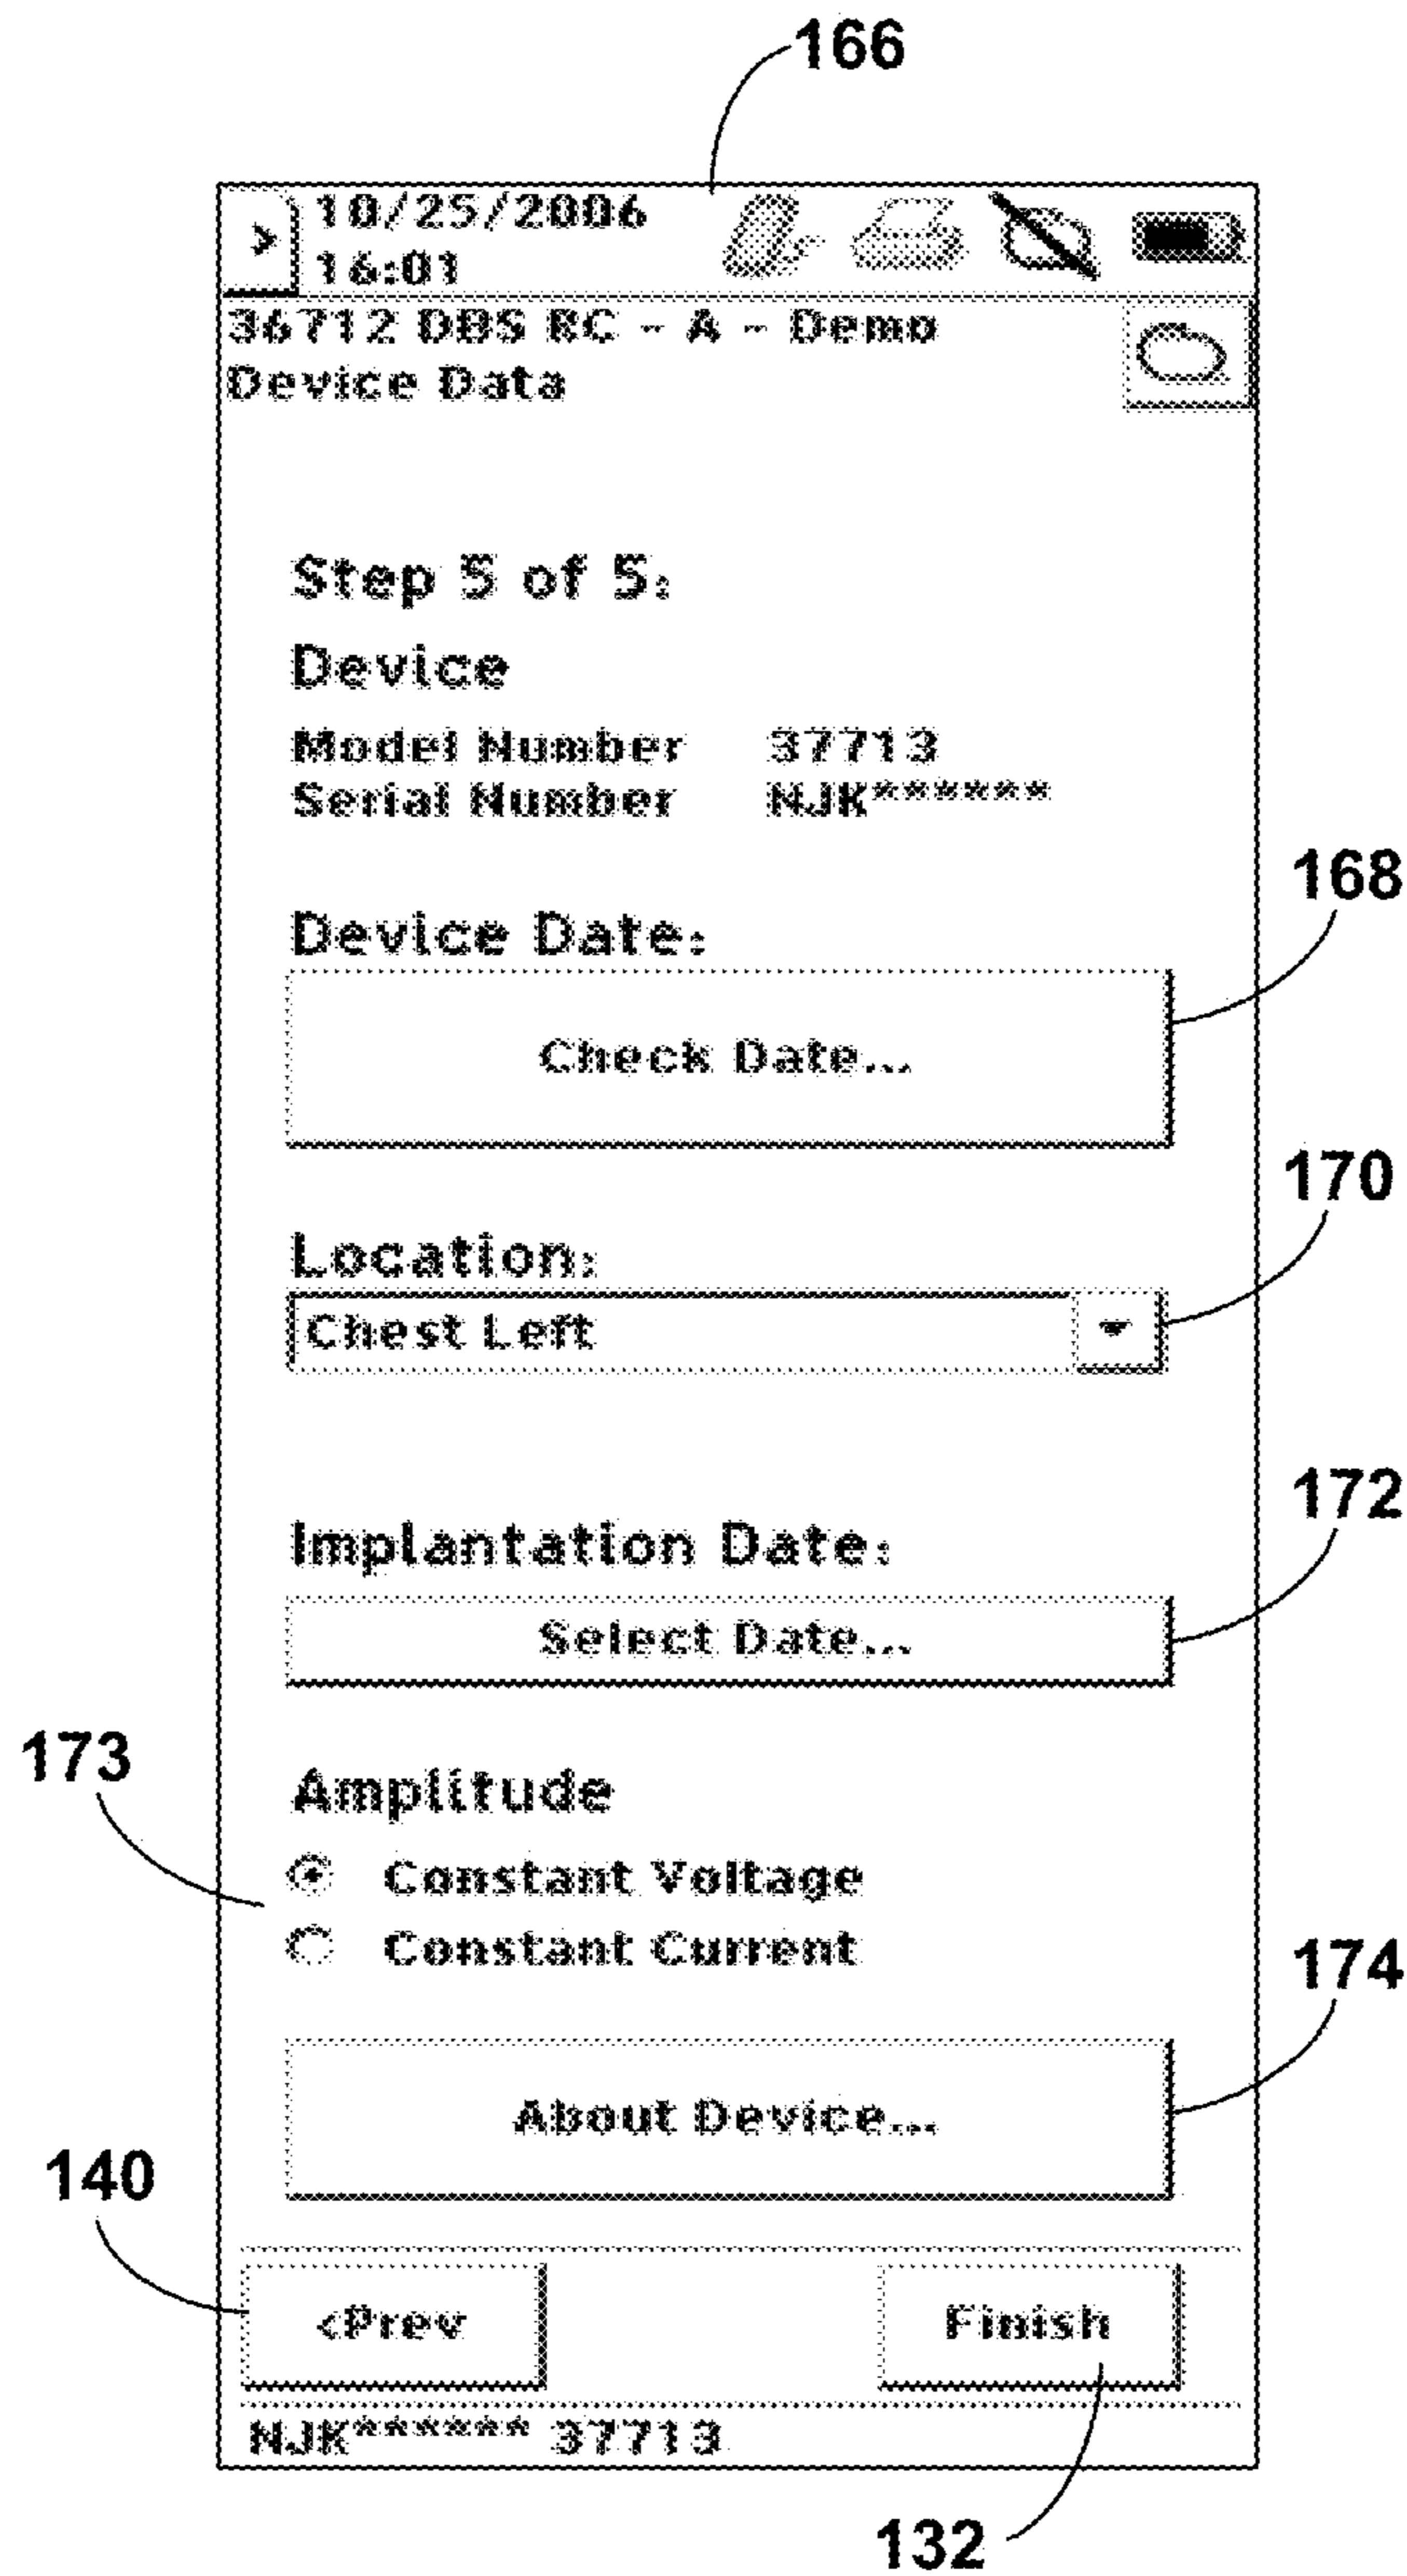 166
10/25/2006
16:01
36712 DBS RC - A - Demo
Device Data
Step 5 of 5:
Device
Model Number 37713
Serial Number NJK******
168
Device Date:
Check Date...
170
Location:
Chest Left
172
Implantation Date:
Select Date...
173
Amplitude
Constant Voltage
Constant Current
174
About Device...
140
<Prev Finish
NJK****** 37713
132